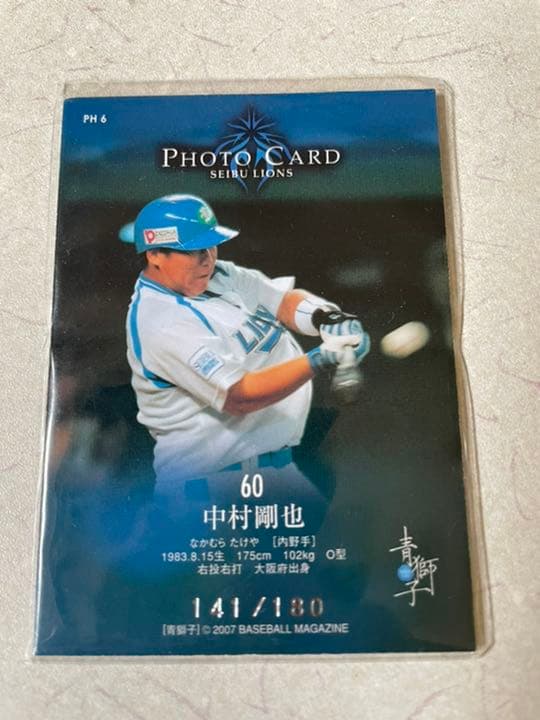 PH 6
PHOTO CARD
SEIBU LIONS
LION
60
中村剛也
なかむら たけや [内野手]
1983.8.15生 175cm 102kg O型
右投右打 大阪府出身
青獅子
141/180
[青獅子] © 2007 BASEBALL MAGAZINE